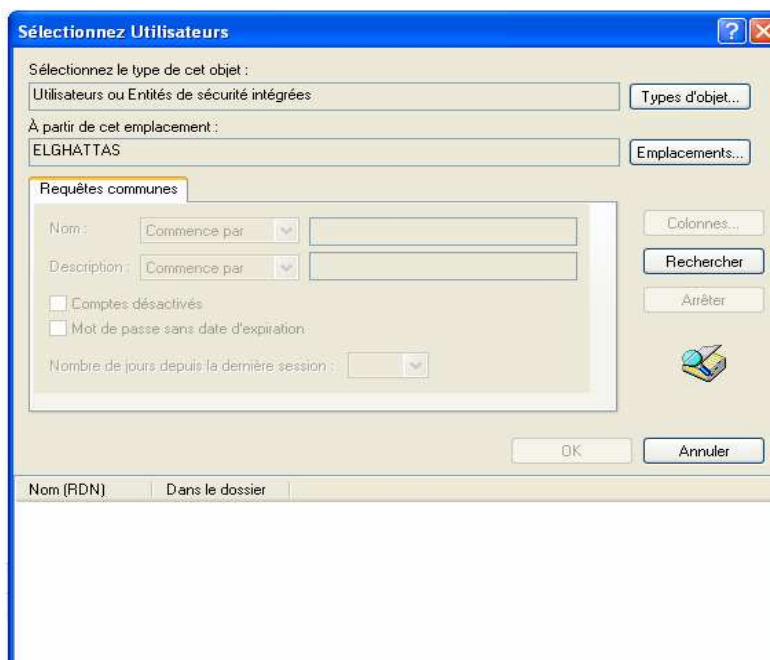 Sélectionnez Utilisateurs
Sélectionnez le type de cet objet :
Utilisateurs ou Entités de sécurité intégrées
Types d'objet...
À partir de cet emplacement :
ELGHATTAS
Emplacements...
Requêtes communes
Nom :
Commence par
Colonnes...
Description :
Commence par
Rechercher
Comptes désactivés
Arrêter
Mot de passe sans date d'expiration
Nombre de jours depuis la dernière session :
OK
Annuler
Nom (RDN)
Dans le dossier